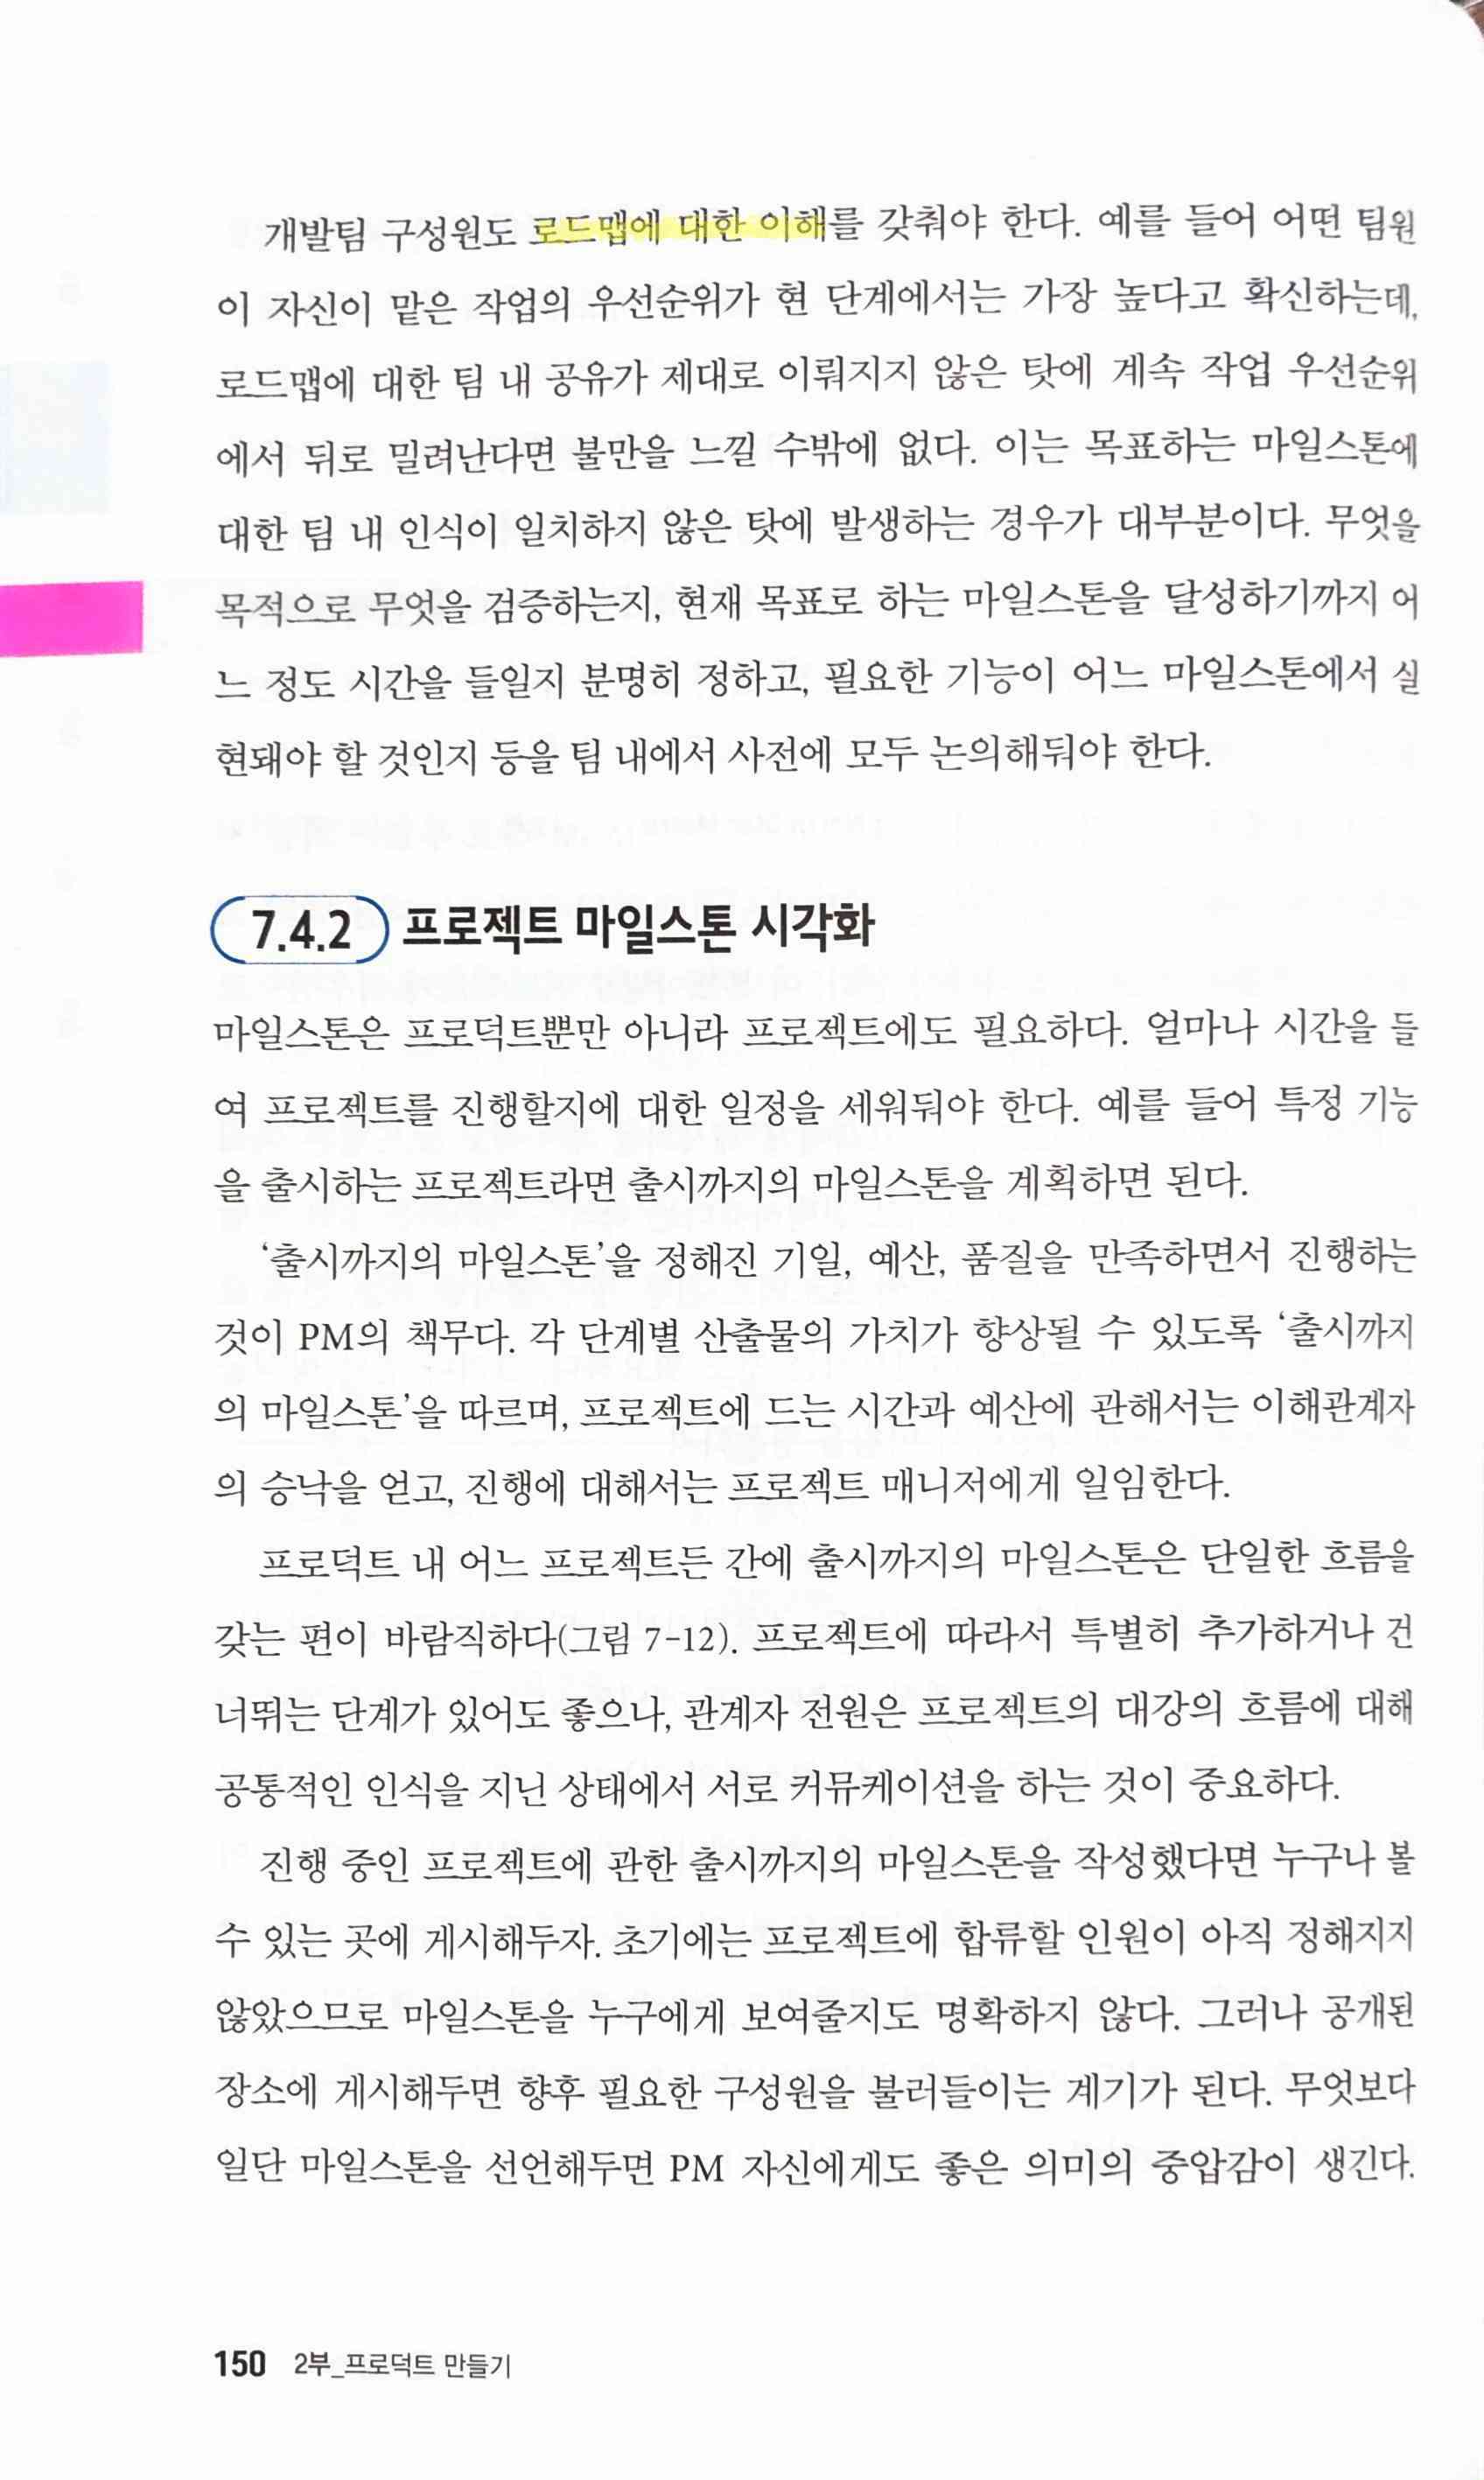 개발팀 구성원도 로드맵에 대한 이해를 갖춰야 한다. 예를 들어 어떤 팀원
이 자신이 맡은 작업의 우선순위가 현 단계에서는 가장 높다고 확신하는데,
로드맵에 대한 팀 내 공유가 제대로 이뤄지지 않은 탓에 계속 작업 우선순위
에서 뒤로 밀려난다면 불만을 느낄 수밖에 없다. 이는 목표하는 마일스톤에
대한 팀 내 인식이 일치하지 않은 탓에 발생하는 경우가 대부분이다. 무엇을
목적으로 무엇을 검증하는지, 현재 목표로 하는 마일스톤을 달성하기까지 어
느 정도 시간을 들일지 분명히 정하고, 필요한 기능이 어느 마일스톤에서 실
현돼야 할 것인지 등을 팀 내에서 사전에 모두 논의해둬야 한다.
7.4.2 프로젝트 마일스톤 시각화
마일스톤은 프로덕트뿐만 아니라 프로젝트에도 필요하다. 얼마나 시간을 들
여 프로젝트를 진행할지에 대한 일정을 세워둬야 한다. 예를 들어 특정 기능
을 출시하는 프로젝트라면 출시까지의 마일스톤을 계획하면 된다.
‘출시까지의 마일스톤’을 정해진 기일, 예산, 품질을 만족하면서 진행하는
것이 PM의 책무다. 각 단계별 산출물의 가치가 향상될 수 있도록 ‘출시까지
의 마일스톤’을 따르며, 프로젝트에 드는 시간과 예산에 관해서는 이해관계자
의 승낙을 얻고, 진행에 대해서는 프로젝트 매니저에게 일임한다.
프로덕트 내 어느 프로젝트든 간에 출시까지의 마일스톤은 단일한 흐름을
갖는 편이 바람직하다(그림 7-12). 프로젝트에 따라서 특별히 추가하거나 건
너뛰는 단계가 있어도 좋으나, 관계자 전원은 프로젝트의 대강의 흐름에 대해
공통적인 인식을 지닌 상태에서 서로 커뮤케이션을 하는 것이 중요하다.
진행 중인 프로젝트에 관한 출시까지의 마일스톤을 작성했다면 누구나 볼
수 있는 곳에 게시해두자. 초기에는 프로젝트에 합류할 인원이 아직 정해지지
않았으므로 마일스톤을 누구에게 보여줄지도 명확하지 않다. 그러나 공개된
장소에 게시해두면 향후 필요한 구성원을 불러들이는 계기가 된다. 무엇보다
일단 마일스톤을 선언해두면 PM 자신에게도 좋은 의미의 중압감이 생긴다.
150 2부_프로덕트 만들기